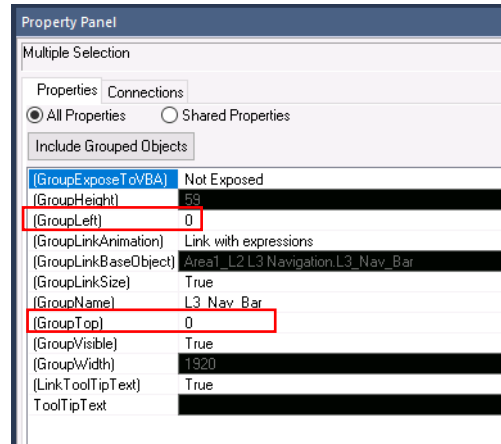 Property Panel
Multiple Selection
Properties Connections
All Properties Shared Properties
Include Grouped Objects
(GroupExposeToVBA) Not Exposed
(GroupHeight) 59
(GroupLeft) 0
(GroupLinkAnimation) Link with expressions
(GroupLinkBaseObject) Area1_L2 L3 Navigation.L3_Nav_Bar
(GroupLinkSize) True
(GroupName) L3_Nav_Bar
(GroupTop) 0
(GroupVisible) True
(GroupWidth) 1920
(LinkToolTipText) True
ToolTipText